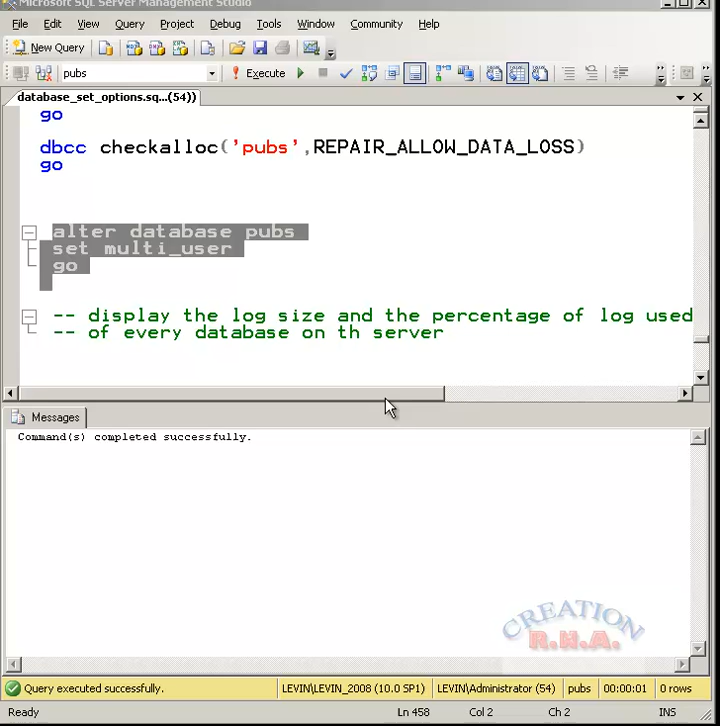 Microsoft SQL Server Management Studio
File Edit View Query Project Debug Tools Window Community Help
New Query
pubs Execute
database_set_options.sq...(54))
go
dbcc checkalloc('pubs',REPAIR_ALLOW_DATA_LOSS)
go
alter database pubs
set multi_user
go
-- display the log size and the percentage of log used
-- of every database on th server
Messages
Command(s) completed successfully.
CREATION
R.H.A.
Query executed successfully. LEVIN\LEVIN_2008 (10.0 SP1) LEVIN\Administrator (54) pubs 00:00:01 0 rows
Ready Ln 458 Col 2 Ch 2 INS